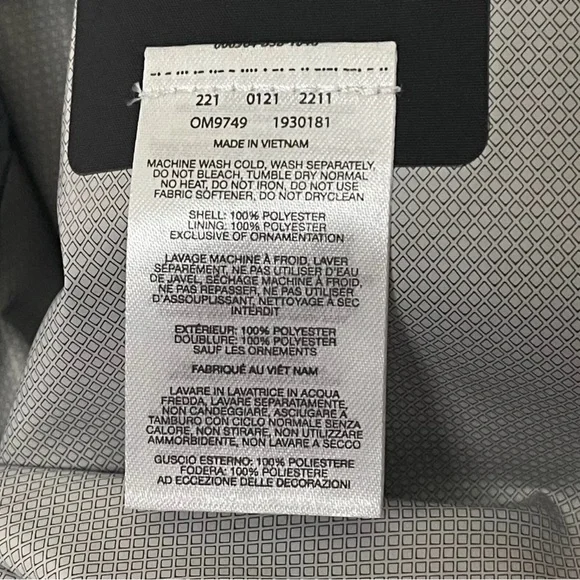 221 0121 2211
OM9749 1930181
MADE IN VIETNAM
MACHINE WASH COLD, WASH SEPARATELY,
DO NOT BLEACH, TUMBLE DRY NORMAL
NO HEAT, DO NOT IRON, DO NOT USE
FABRIC SOFTENER, DO NOT DRYCLEAN
SHELL: 100% POLYESTER
LINING: 100% POLYESTER
EXCLUSIVE OF ORNAMENTATION
LAVAGE MACHINE À FROID, LAVER
SÉPARÉMENT, NE PAS UTILISER D'EAU
DE JAVEL, SÉCHAGE MACHINE À FROID,
NE PAS REPASSER, NE PAS UTILISER
D'ASSOUPLISSANT, NETTOYAGE À SEC
INTERDIT
EXTÉRIEUR: 100% POLYESTER
DOUBLURE: 100% POLYESTER
SAUF LES ORNEMENTS
FABRIQUÉ AU VIÊT NAM
LAVARE IN LAVATRICE IN ACQUA
FREDDA, LAVARE SEPARATAMENTE,
NON CANDEGGIARE, ASCIUGARE A
TAMBURO CON CICLO NORMALE SENZA
CALORE, NON STIRARE, NON UTILIZZARE
AMMORBIDENTE, NON LAVARE A SECCO
GUSCIO ESTERNO: 100% POLIESTERE
FODERA: 100% POLIESTERE
AD ECCEZIONE DELLE DECORAZIONI